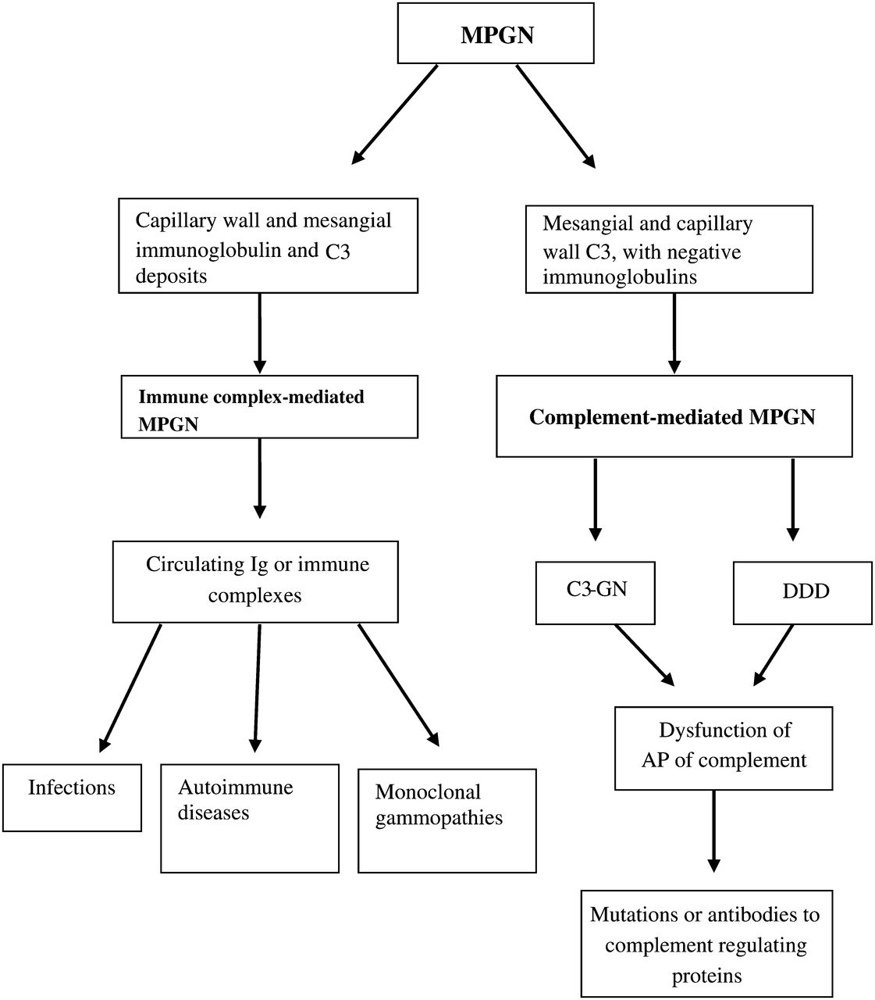 MPGN
Capillary wall and mesangial
immunoglobulin and C3
deposits
Mesangial and capillary
wall C3, with negative
immunoglobulins
Immune complex-mediated
MPGN
Complement-mediated MPGN
Circulating Ig or immune
complexes
C3-GN
DDD
Dysfunction of
AP of complement
Infections
Autoimmune
diseases
Monoclonal
gammopathies
Mutations or antibodies to
complement regulating
proteins